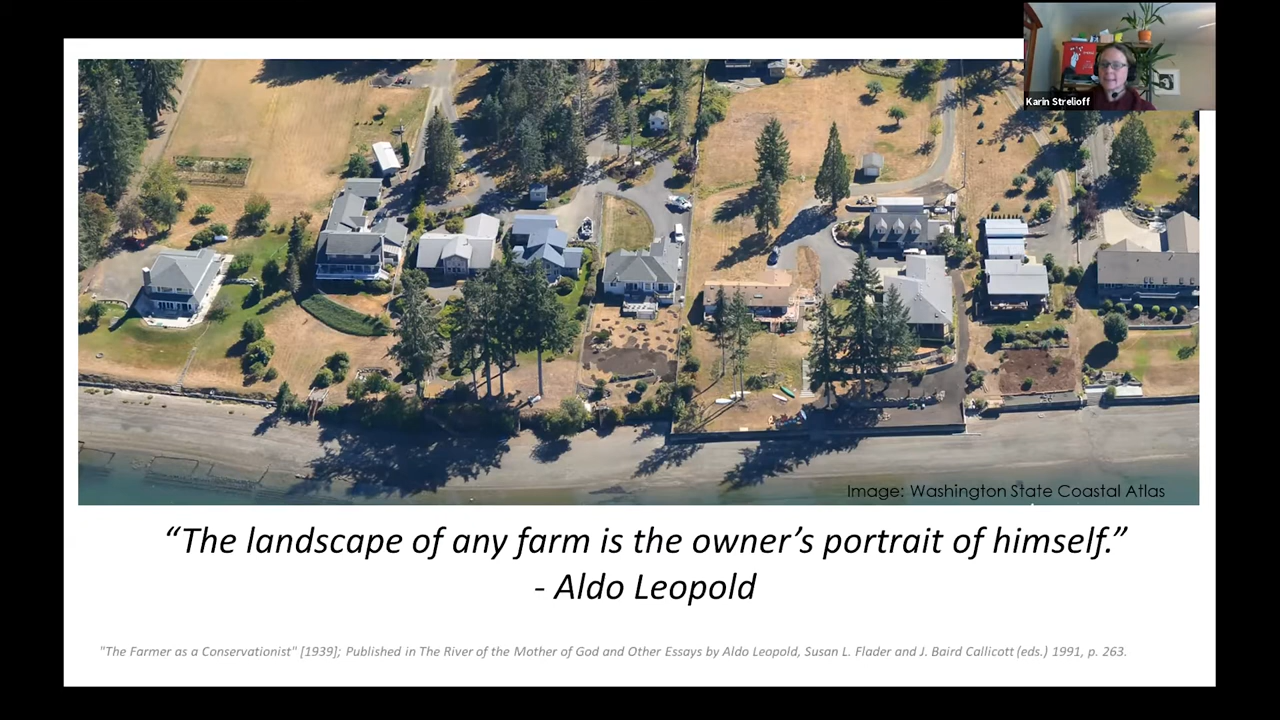 Karin Strelioff
Image: Washington State Coastal Atlas
“The landscape of any farm is the owner’s portrait of himself.”
- Aldo Leopold
"The Farmer as a Conservationist" [1939]; Published in The River of the Mother of God and Other Essays by Aldo Leopold, Susan L. Flader and J. Baird Callicott (eds.) 1991, p. 263.